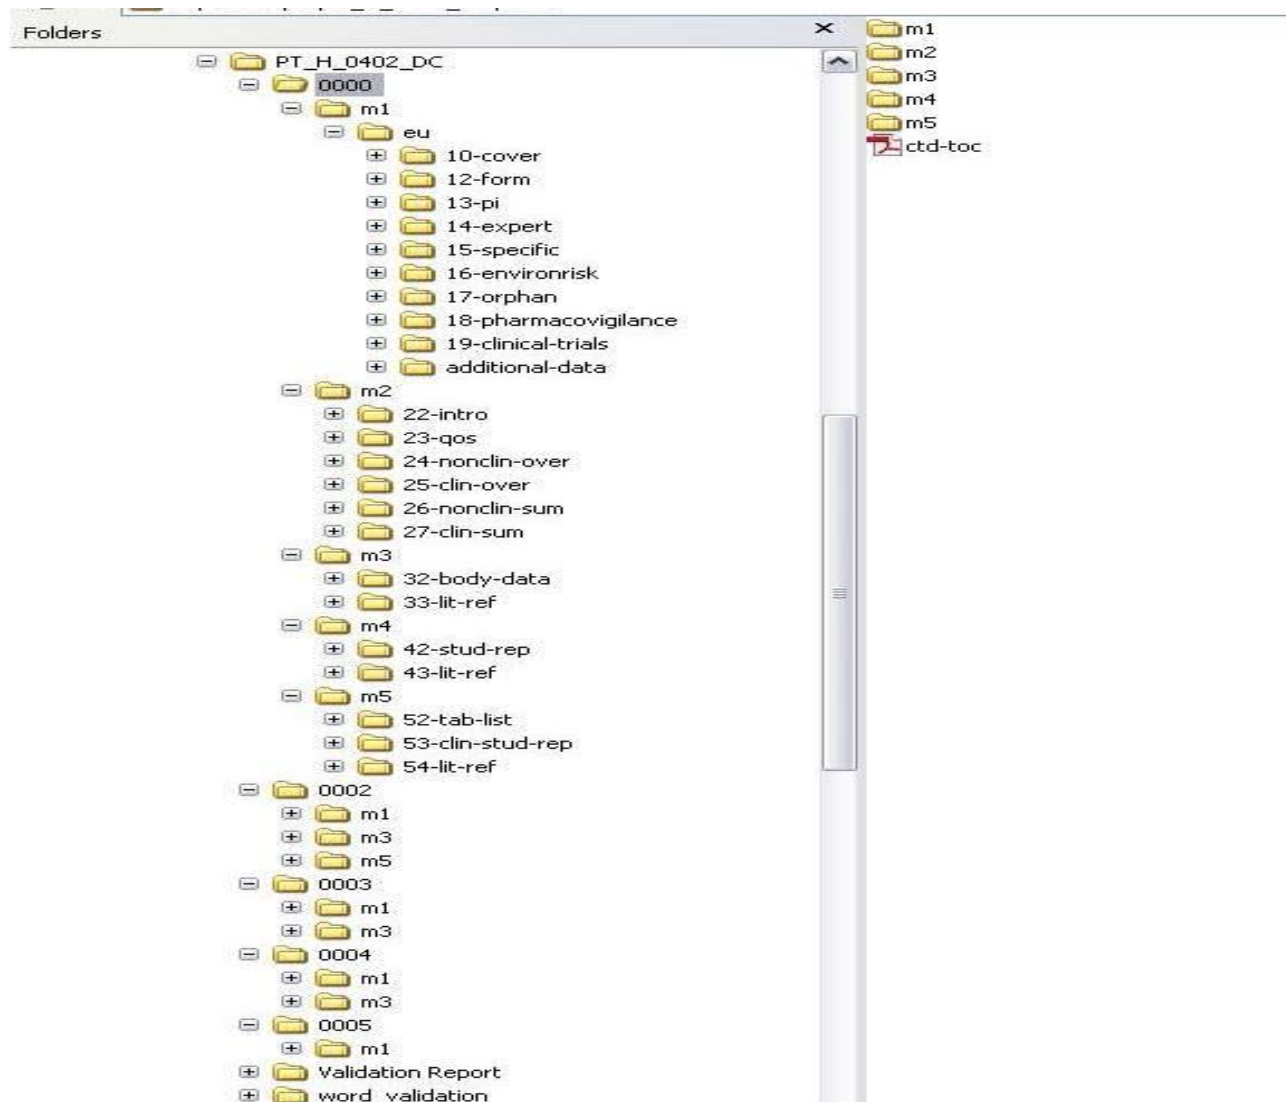 Folders
PT_H_0402_DC
0000
m1
eu
10-cover
12-form
13-pi
14-expert
15-specific
16-environrisk
17-orphan
18-pharmacovigilance
19-clinical-trials
additional-data
m2
22-intro
23-qos
24-nonclin-over
25-clin-over
26-nonclin-sum
27-clin-sum
m3
32-body-data
33-lit-ref
m4
42-stud-rep
43-lit-ref
m5
52-tab-list
53-clin-stud-rep
54-lit-ref
0002
m1
m3
m5
0003
m1
m3
0004
m1
m3
0005
m1
Validation Report
word_validation
m1
m2
m3
m4
m5
ctd-toc